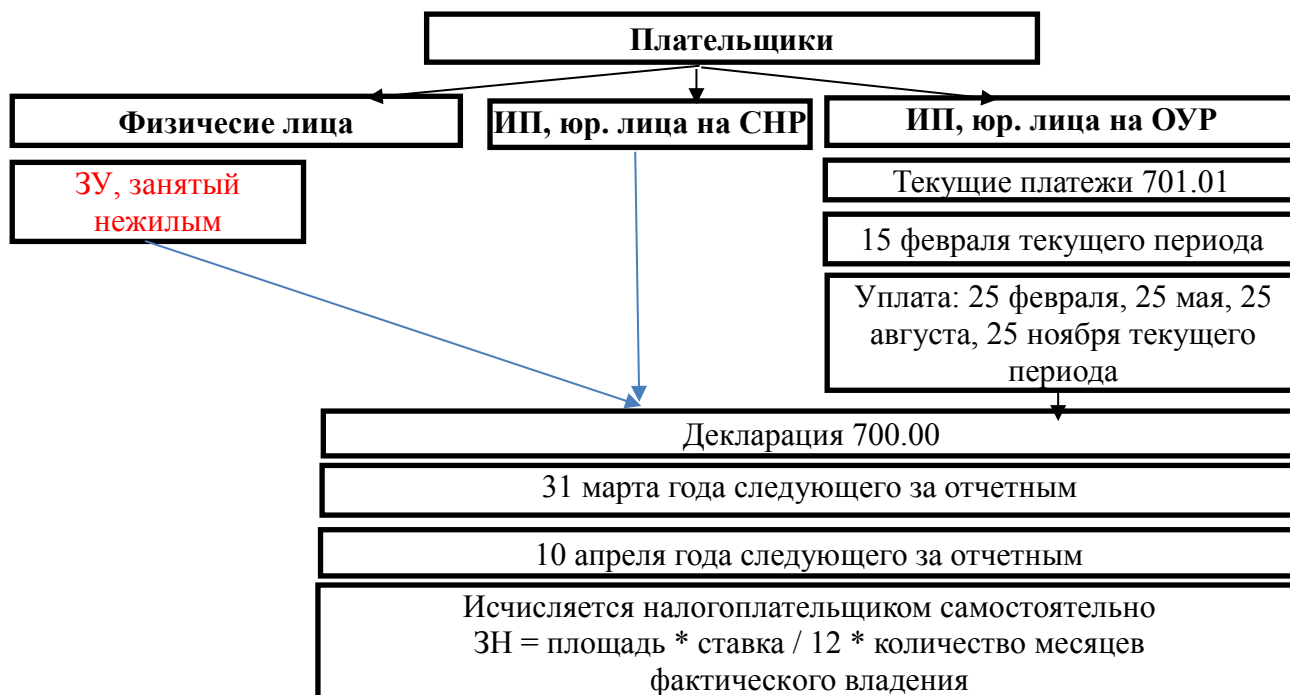 Плательщики
Физичесие лица
ИП, юр. лица на СНР
ИП, юр. лица на ОУР
ЗУ, занятый
нежилым
Текущие платежи 701.01
15 февраля текущего периода
Уплата: 25 февраля, 25 мая, 25
августа, 25 ноября текущего
периода
Декларация 700.00
31 марта года следующего за отчетным
10 апреля года следующего за отчетным
Исчисляется налогоплательщиком самостоятельно
ЗН = площадь * ставка / 12 * количество месяцев
фактического владения